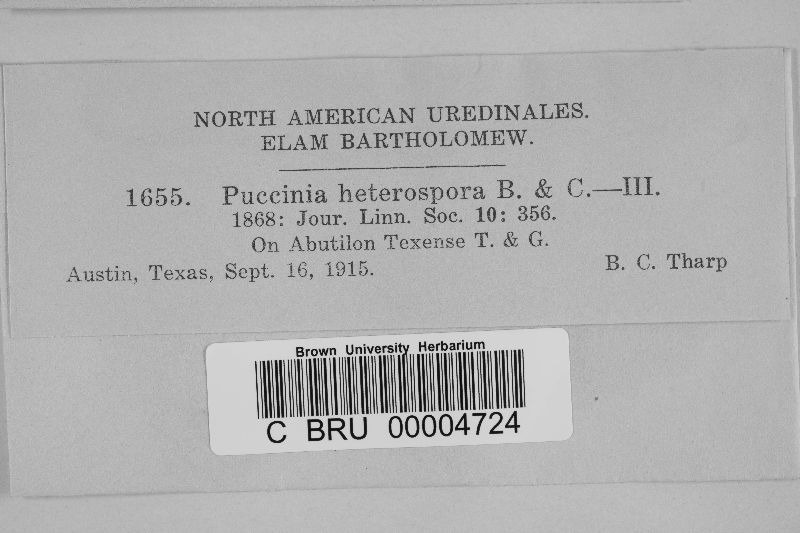 NORTH AMERICAN UREDINALES.
ELAM BARTHOLOMEW.
1655. Puccinia heterospora B. & C.—III.
1868: Jour. Linn. Soc. 10: 356.
On Abutilon Texense T. & G.
Austin, Texas, Sept. 16, 1915. B. C. Tharp
Brown University Herbarium
C BRU 00004724